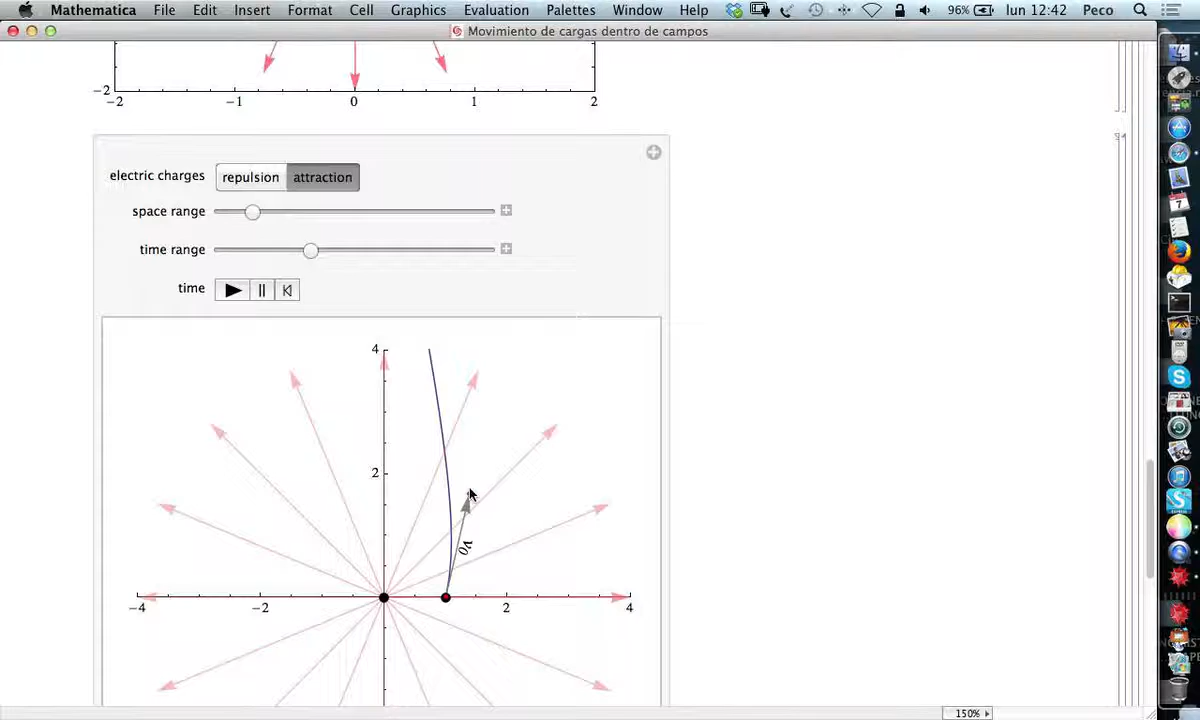 Mathematica File Edit Insert Format Cell Graphics Evaluation Palettes Window Help 96% lun 12:42 Peco
Movimiento de cargas dentro de campos
−2
−2 −1 0 1 2
electric charges repulsion attraction
space range
time range
time
4
2
v0
−4 −2 2 4
150%